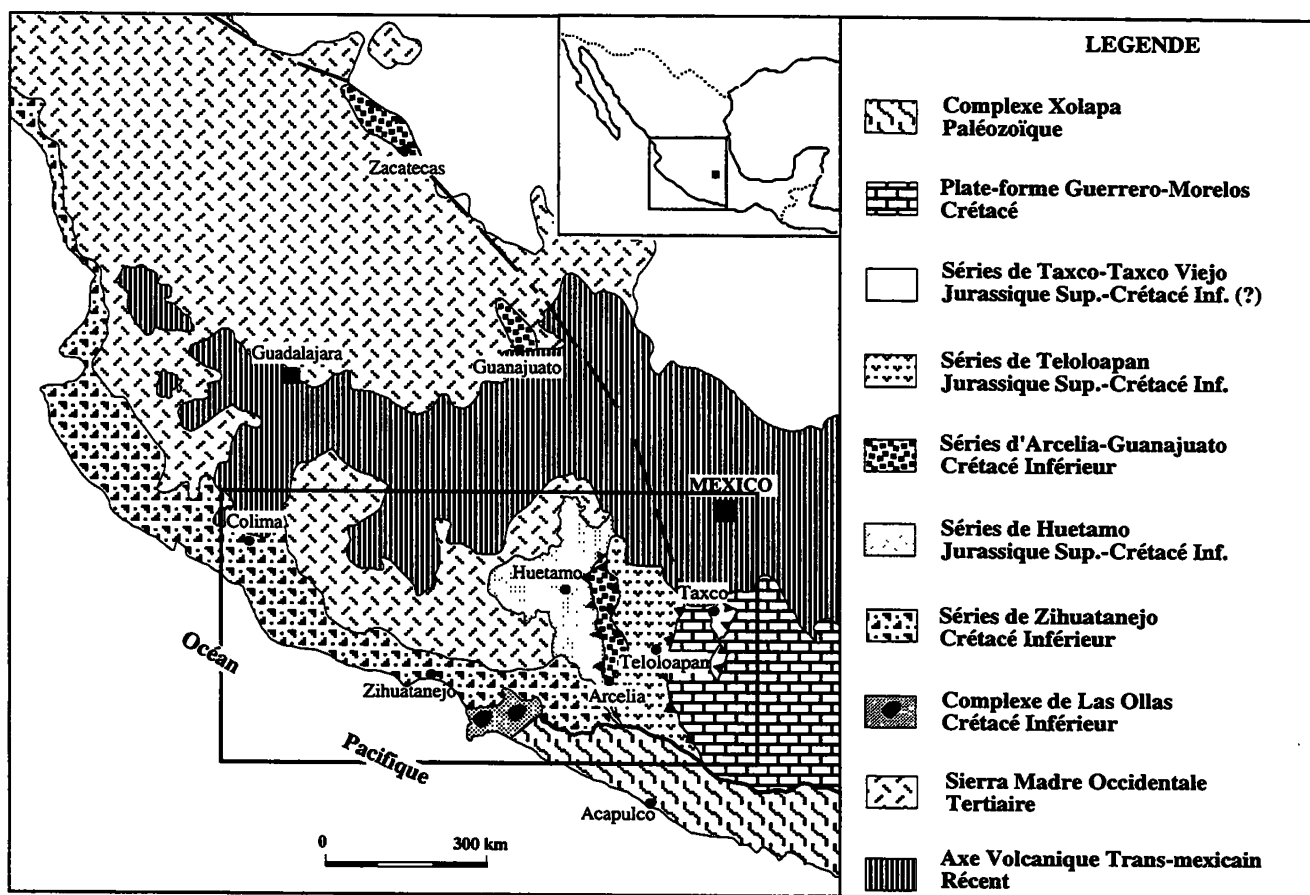 Zacatecas
Guadalajara
Guanajuato
MEXICO
Colima
Huetamo
Taxco
Océan
Teloloapan
Zihuatanejo
Arcelia
Pacifique
Acapulco
0 300 km
LEGENDE
Complexe Xolapa
Paléozoïque
Plate-forme Guerrero-Morelos
Crétacé
Séries de Taxco-Taxco Viejo
Jurassique Sup.-Crétacé Inf. (?)
Séries de Teloloapan
Jurassique Sup.-Crétacé Inf.
Séries d'Arcelia-Guanajuato
Crétacé Inférieur
Séries de Huetamo
Jurassique Sup.-Crétacé Inf.
Séries de Zihuatanejo
Crétacé Inférieur
Complexe de Las Ollas
Crétacé Inférieur
Sierra Madre Occidentale
Tertiaire
Axe Volcanique Trans-mexicain
Récent